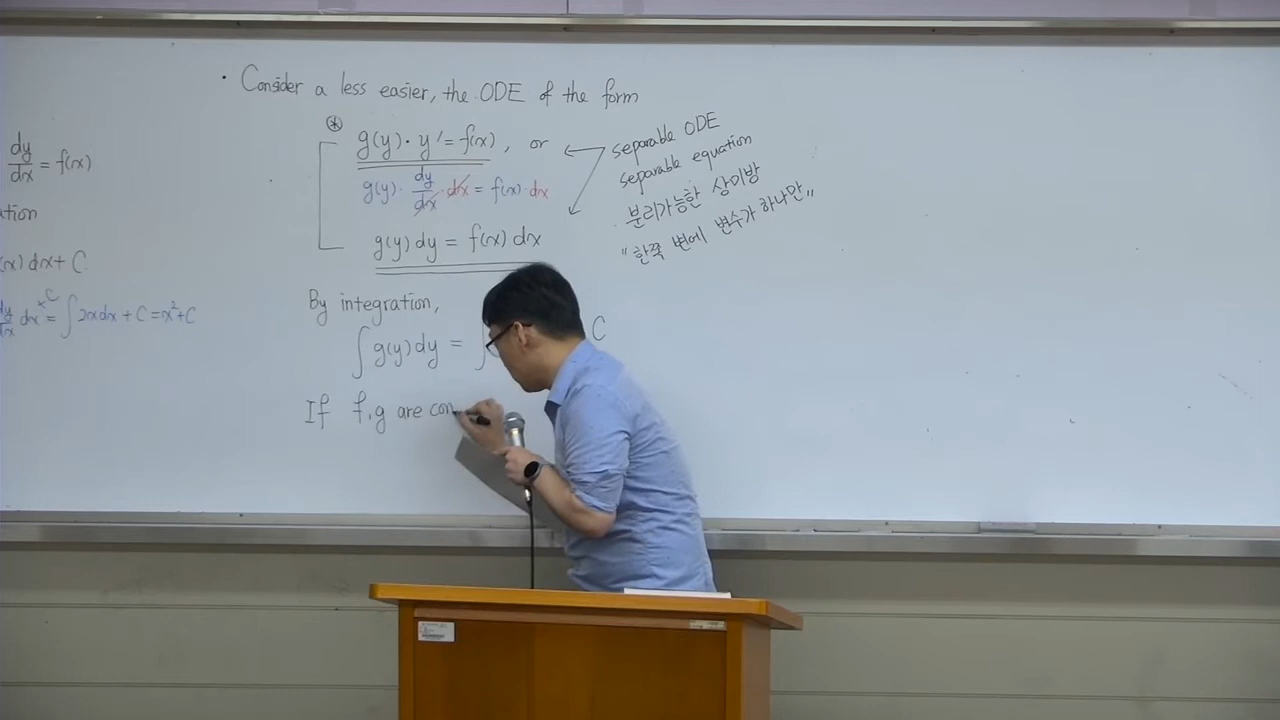 dy/dx = f(x)
ation
(x) dx + C
dy/dx dx + C = ∫ 2x dx + C = x² + C
· Consider a less easier, the ODE of the form
⊛
g(y) · y' = f(x), or
g(y) · dy/dx · dx = f(x) · dx
g(y) dy = f(x) dx
separable ODE
separable equation
분리가능한 상미방
"한쪽 변에 변수가 하나만"
By integration,
∫ g(y) dy = ∫ C
If f, g are con